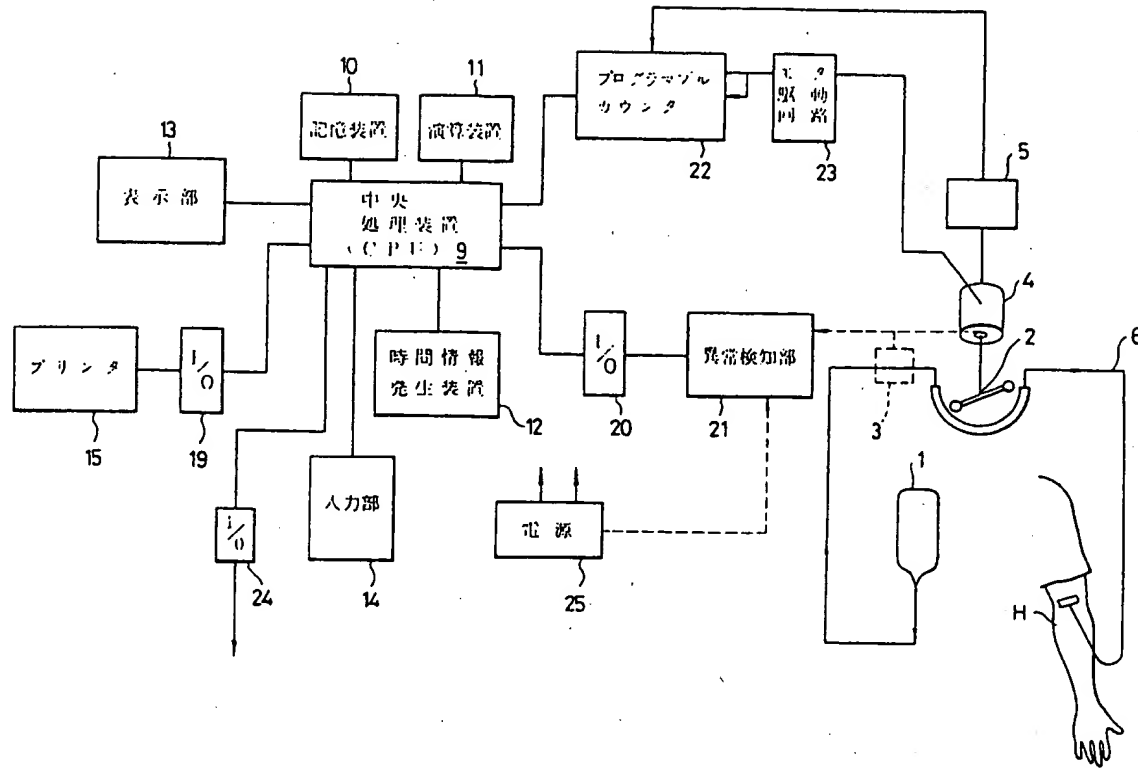 10
記憶装置
11
演算装置
13
表示部
中央
処理装置
9
プログラマブル
カウンタ
22
駆動
回路
23
5
4
2
6
プリンタ
15
I/O
19
時間情報
発生装置
12
I/O
20
異常検知部
21
3
1
入力部
14
電源
25
I/O
24
H